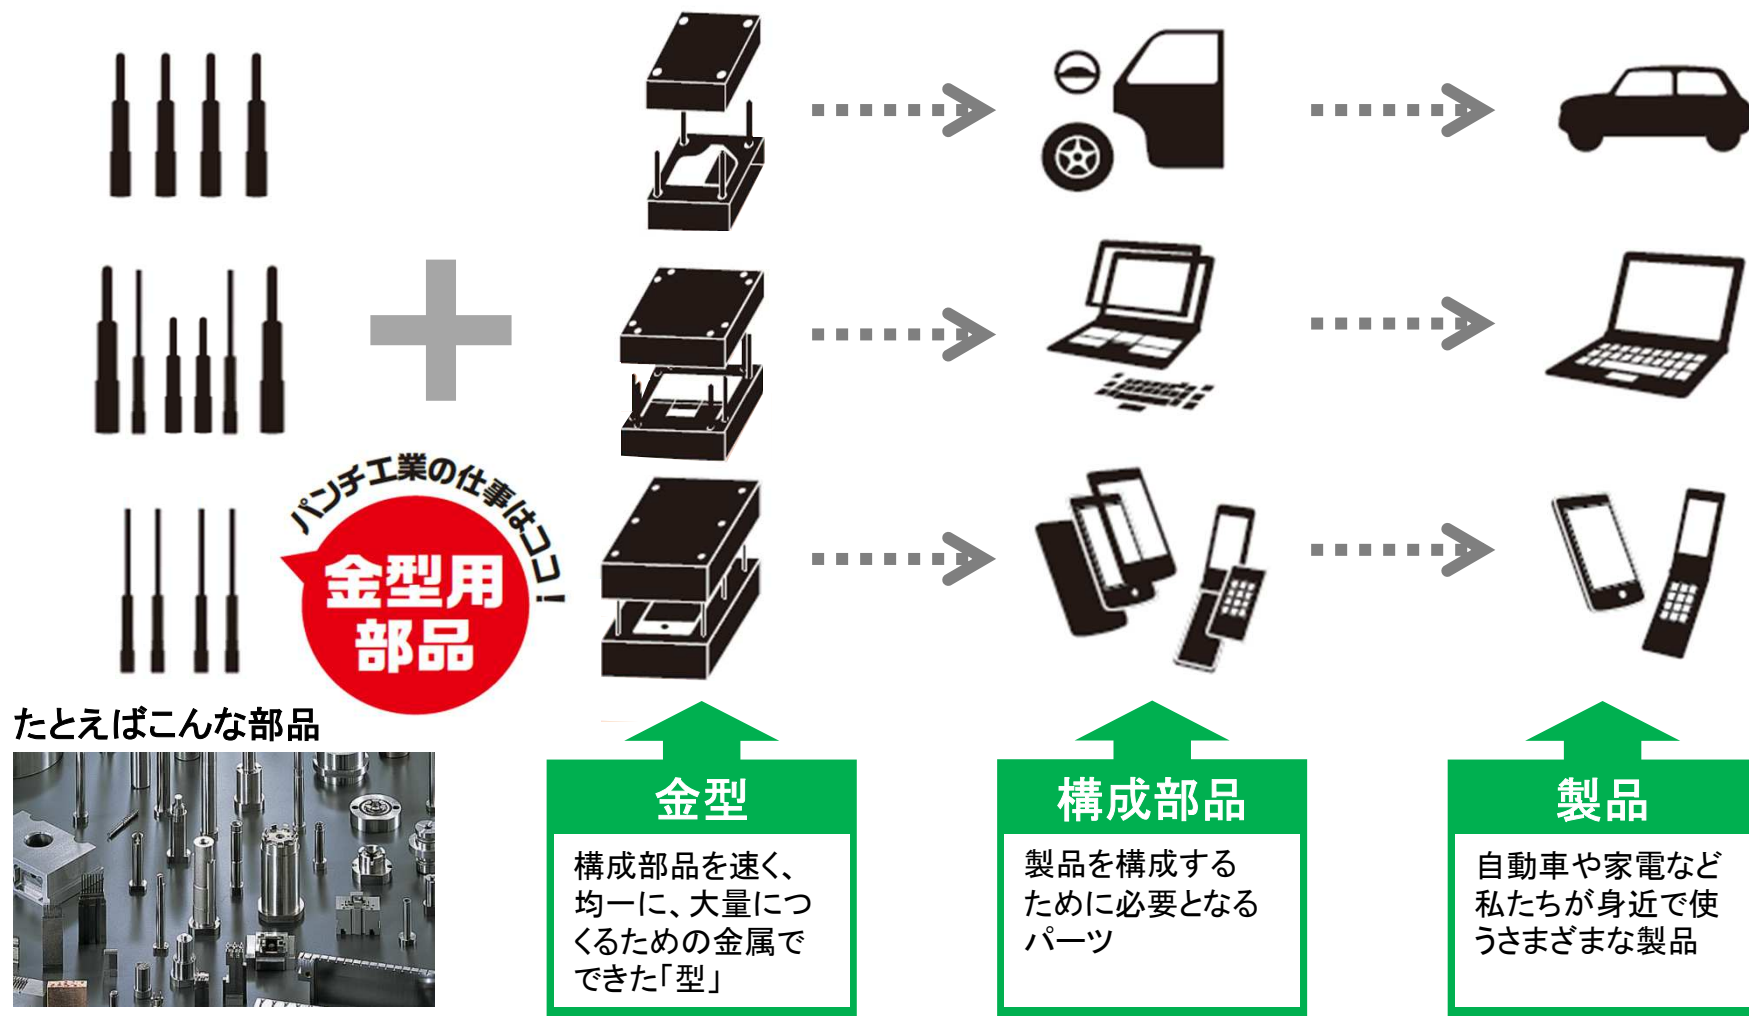 パンチ工業の仕事はココ!
金型用
部品
たとえばこんな部品
金型
構成部品を速く、
均一に、大量につ
くるための金属で
できた「型」
構成部品
製品を構成する
ために必要となる
パーツ
製品
自動車や家電など
私たちが身近で使
うさまざまな製品